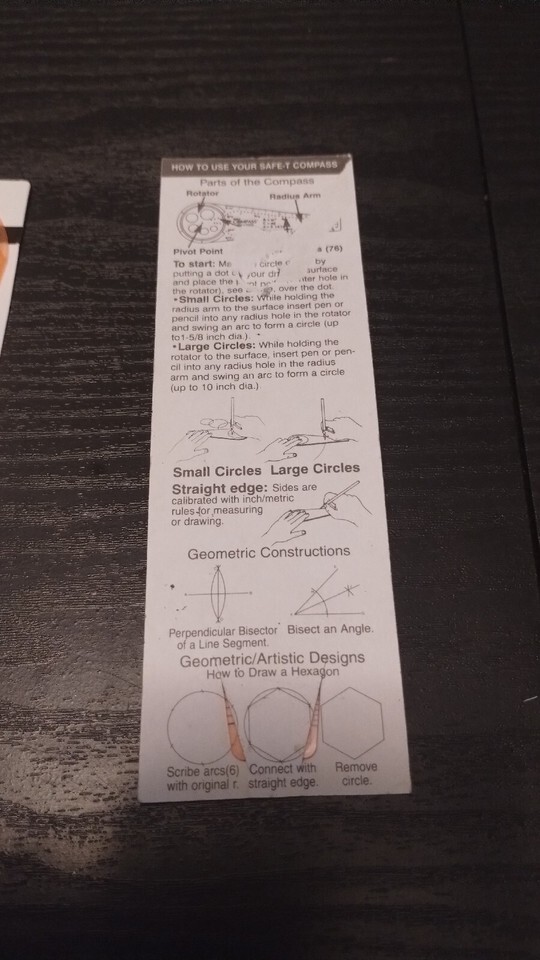 HOW TO USE YOUR SAFE-T COMPASS
Parts of the Compass
Rotator
Radius Arm
Pivot Point
(76)
To start: circle by
putting a dot your surface
and place the hole in
the rotator), see over the dot.
•Small Circles: While holding the
radius arm to the surface insert pen or
pencil into any radius hole in the rotator
and swing an arc to form a circle (up
to1-5/8 inch dia.)
•Large Circles: While holding the
rotator to the surface, insert pen or pen-
cil into any radius hole in the radius
arm and swing an arc to form a circle
(up to 10 inch dia.)
Small Circles Large Circles
Straight edge: Sides are
calibrated with inch/metric
rules for measuring
or drawing.
Geometric Constructions
Perpendicular Bisector
of a Line Segment.
Bisect an Angle.
Geometric/Artistic Designs
How to Draw a Hexagon
Scribe arcs(6)
with original r.
Connect with
straight edge.
Remove
circle.